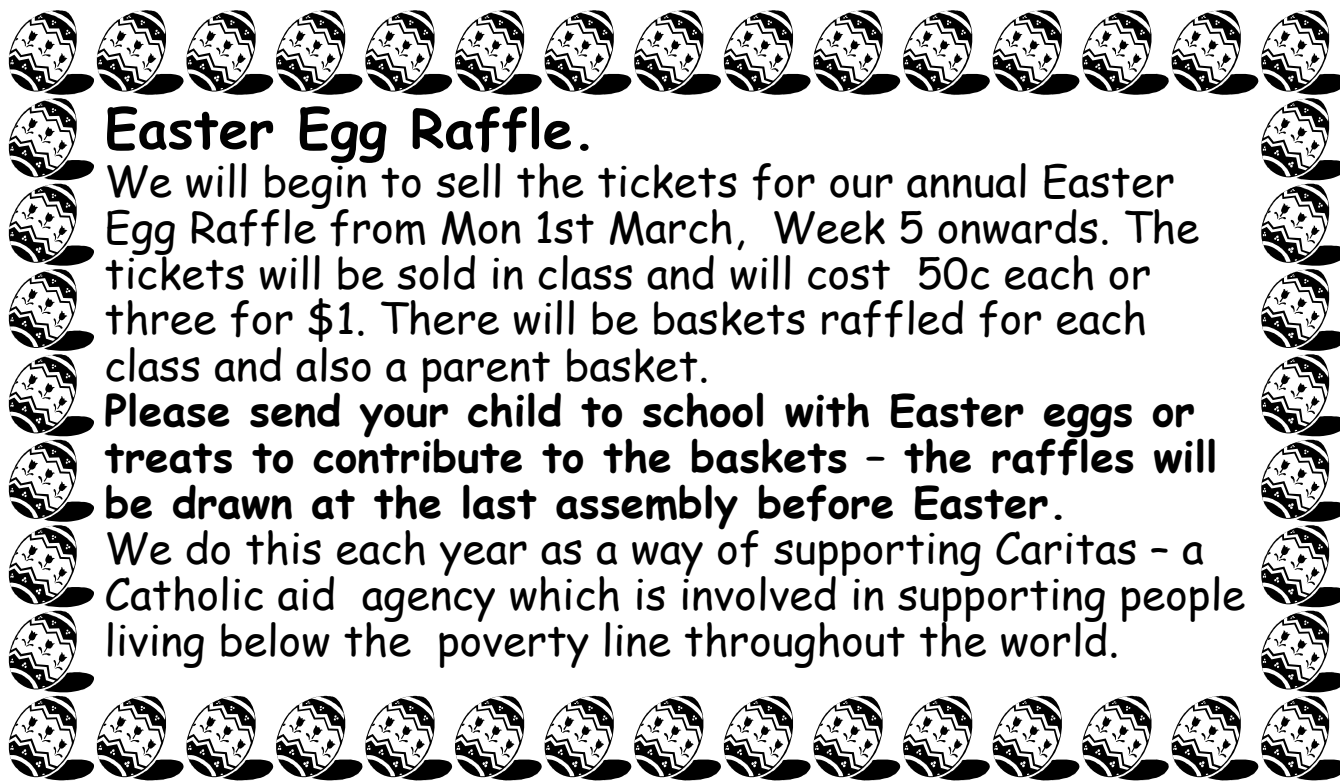 Easter Egg Raffle.
We will begin to sell the tickets for our annual Easter
Egg Raffle from Mon 1st March,  Week 5 onwards. The
tickets will be sold in class and will cost  50c each or
three for $1. There will be baskets raffled for each
class and also a parent basket.
Please send your child to school with Easter eggs or
treats to contribute to the baskets – the raffles will
be drawn at the last assembly before Easter.
We do this each year as a way of supporting Caritas – a
Catholic aid  agency which is involved in supporting people
living below the  poverty line throughout the world.